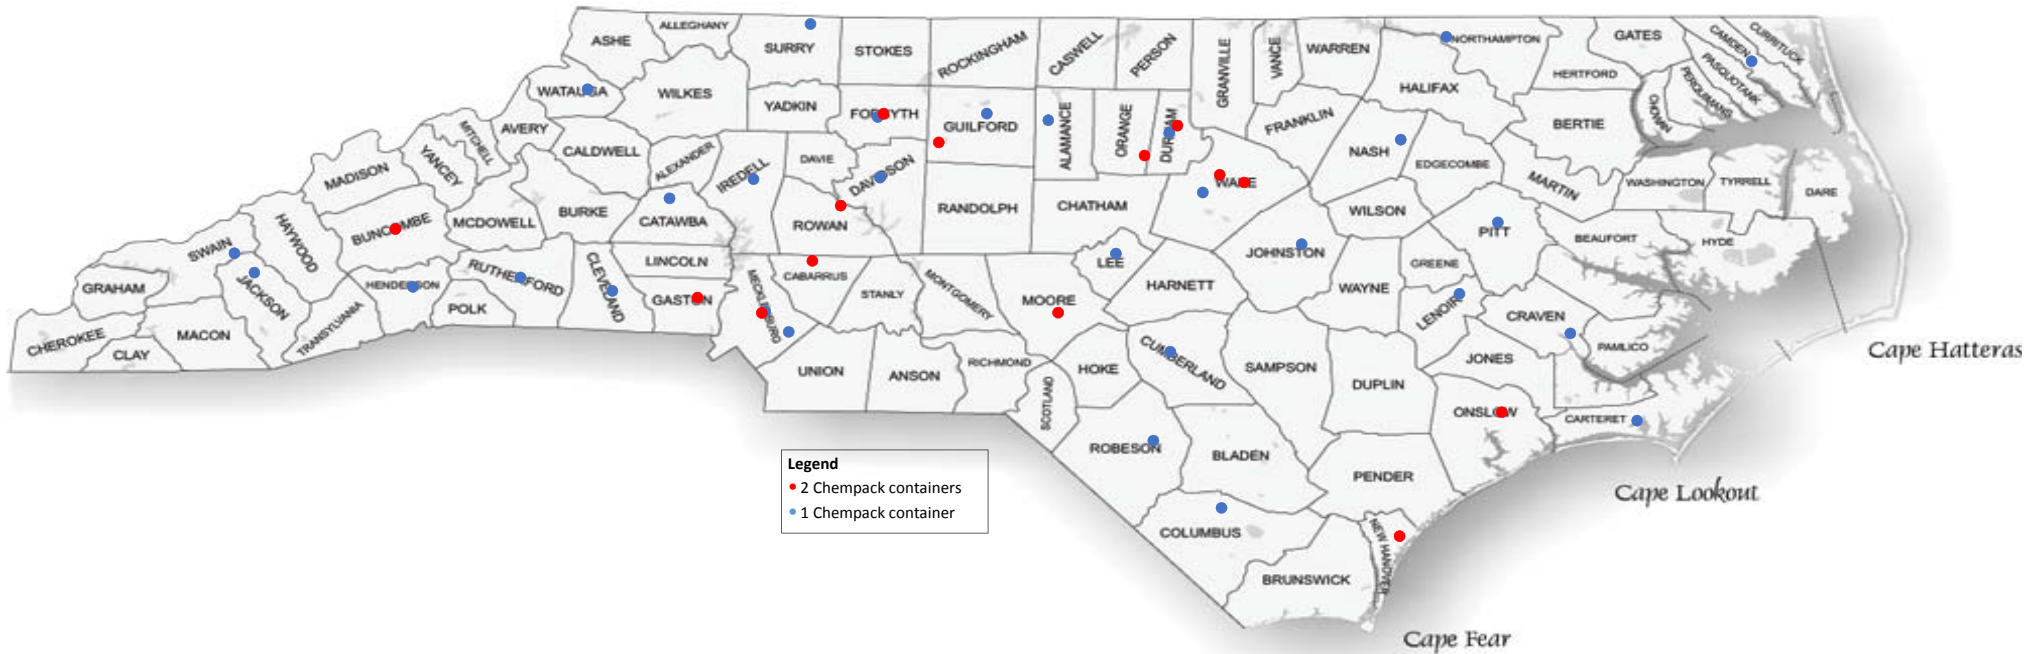 ALLEGHANY
ASHE
SURRY
STOKES
ROCKINGHAM
CASWELL
PERSON
GRANVILLE
VANCE
WARREN
NORTHAMPTON
GATES
CAMDEN
CURRITUCK
PASQUOTANK
PERQUIMANS
CHOWAN
HERTFORD
HALIFAX
BERTIE
WATAUGA
WILKES
YADKIN
FORSYTH
GUILFORD
ALAMANCE
ORANGE
DURHAM
FRANKLIN
NASH
EDGECOMBE
MARTIN
WASHINGTON
TYRRELL
DARE
MITCHELL
AVERY
YANCEY
MADISON
CALDWELL
ALEXANDER
IREDELL
DAVIE
DAVIDSON
RANDOLPH
CHATHAM
WAKE
WILSON
PITT
BEAUFORT
HYDE
HAYWOOD
BUNCOMBE
MCDOWELL
BURKE
CATAWBA
ROWAN
SWAIN
GRAHAM
JACKSON
HENDERSON
RUTHERFORD
CLEVELAND
LINCOLN
GASTON
MECKLENBURG
CABARRUS
STANLY
MONTGOMERY
MOORE
LEE
HARNETT
JOHNSTON
WAYNE
GREENE
LENOIR
CRAVEN
PAMLICO
CHEROKEE
CLAY
MACON
TRANSYLVANIA
POLK
UNION
ANSON
RICHMOND
SCOTLAND
HOKE
CUMBERLAND
SAMPSON
DUPLIN
JONES
ONSLOW
CARTERET
ROBESON
BLADEN
PENDER
COLUMBUS
BRUNSWICK
NEW HANOVER
Cape Hatteras
Cape Lookout
Cape Fear
Legend
2 Chempack containers
1 Chempack container